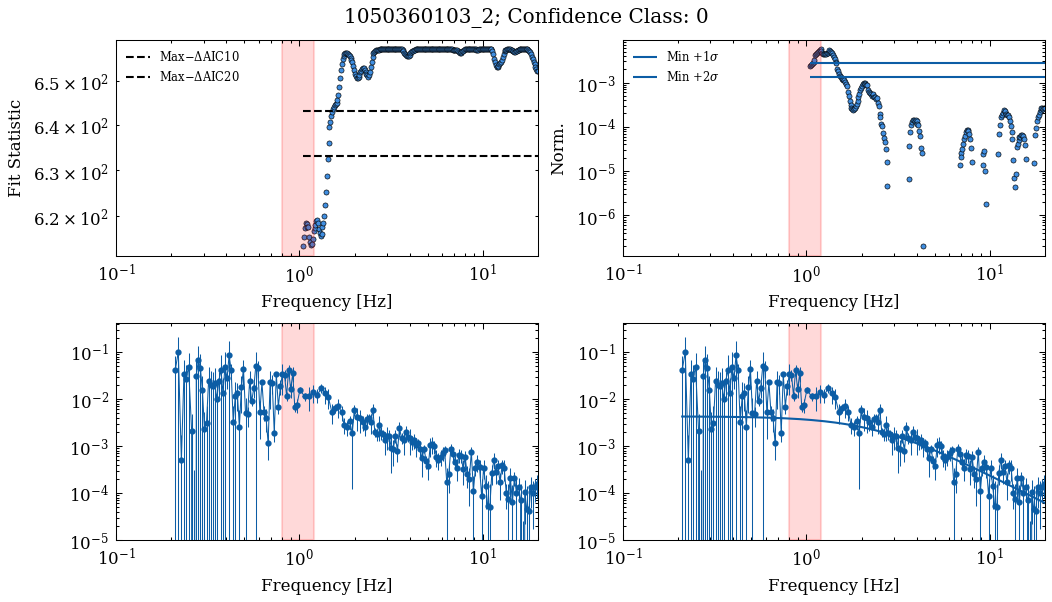 1050360103_2; Confidence Class: 0
Max−ΔAIC10
Max−ΔAIC20
Fit Statistic
6.5 × 10²
6.4 × 10²
6.3 × 10²
6.2 × 10²
10⁻¹
10⁰
10¹
Frequency [Hz]
Min +1σ
Min +2σ
Norm.
10⁻³
10⁻⁴
10⁻⁵
10⁻⁶
10⁻¹
10⁰
10¹
Frequency [Hz]
10⁻¹
10⁻²
10⁻³
10⁻⁴
10⁻⁵
10⁻¹
10⁰
10¹
Frequency [Hz]
10⁻¹
10⁻²
10⁻³
10⁻⁴
10⁻⁵
10⁻¹
10⁰
10¹
Frequency [Hz]